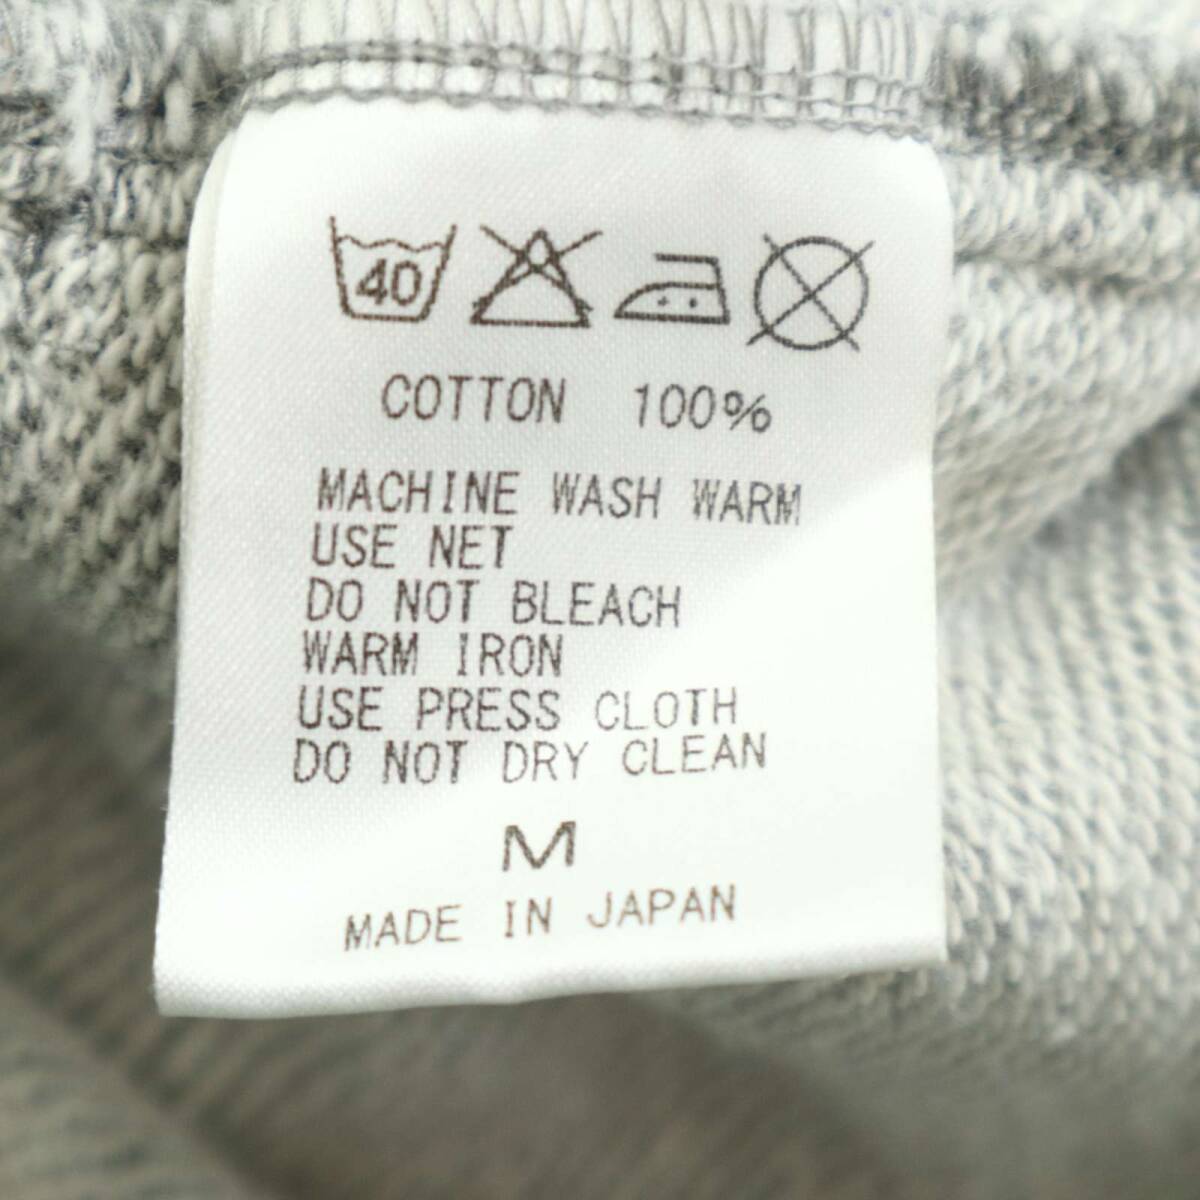 40
COTTON 100%
MACHINE WASH WARM
USE NET
DO NOT BLEACH
WARM IRON
USE PRESS CLOTH
DO NOT DRY CLEAN
M
MADE IN JAPAN